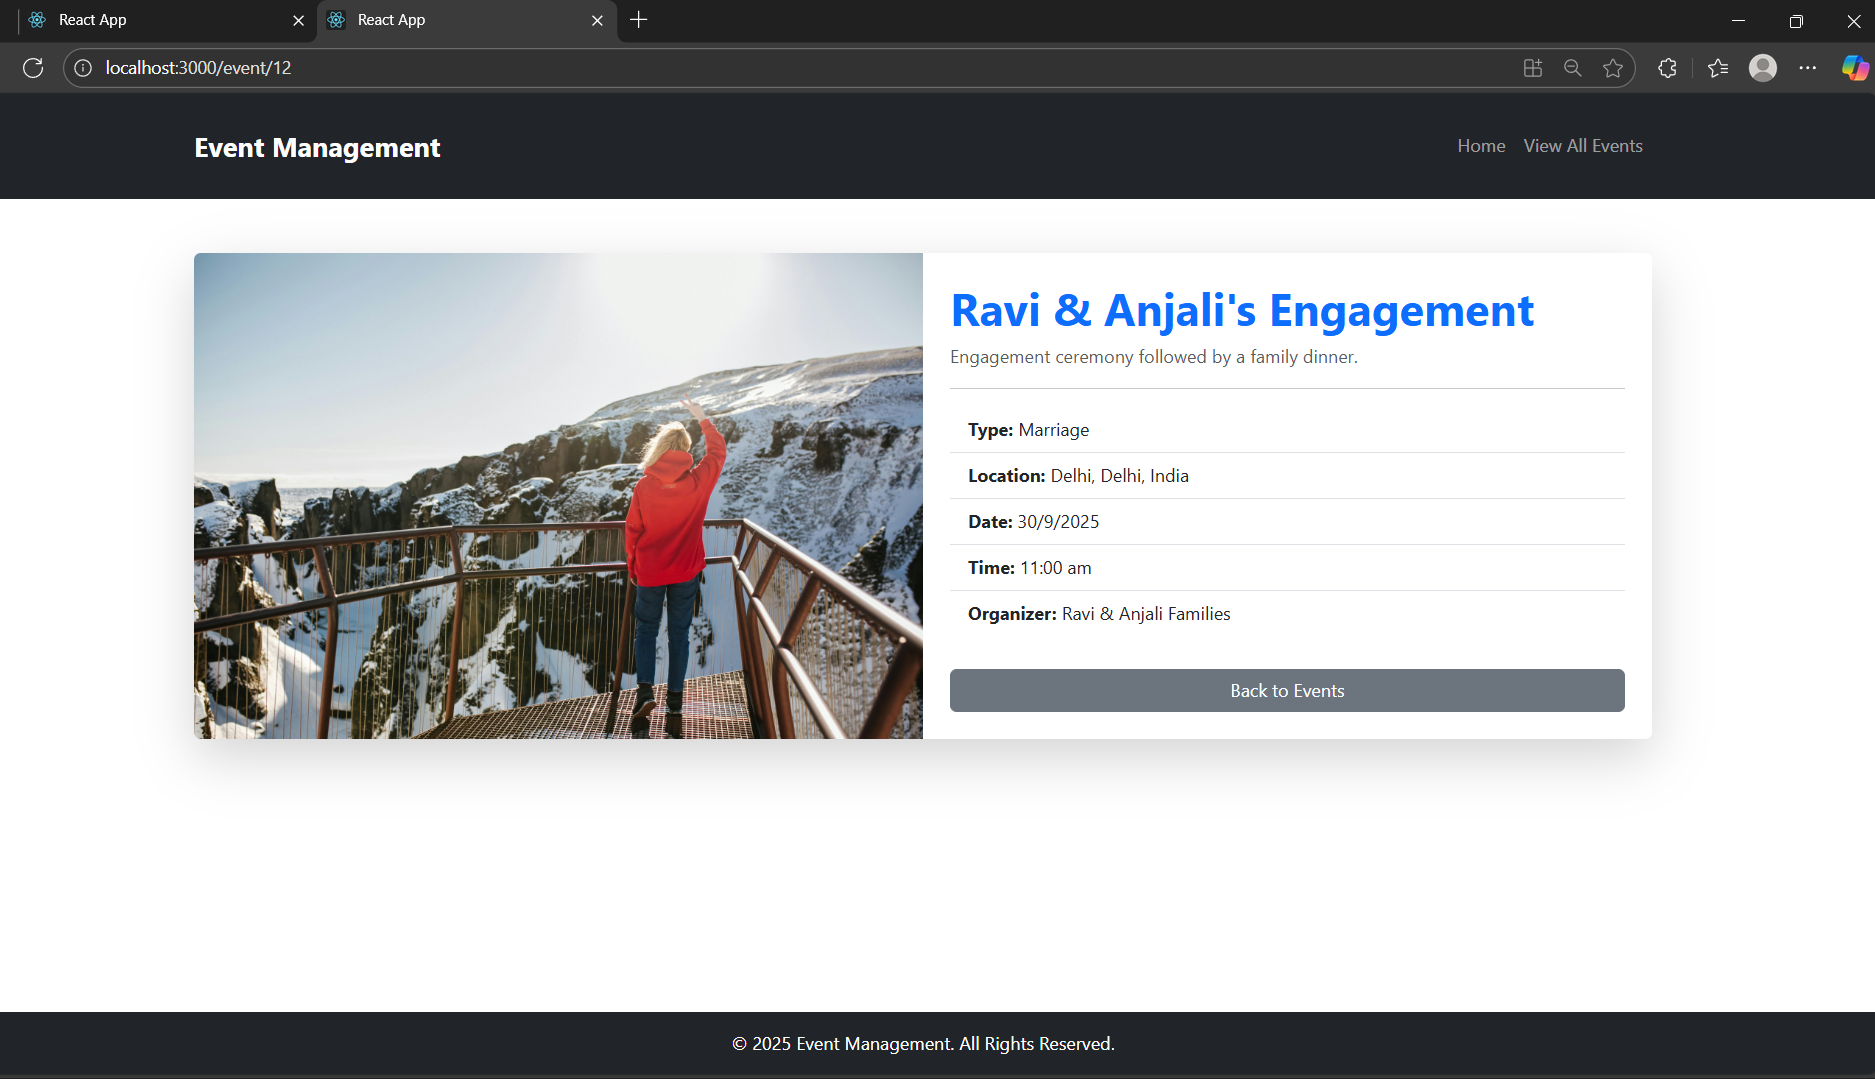 React App
React App
localhost:3000/event/12
Event Management
Home
View All Events
Ravi & Anjali's Engagement
Engagement ceremony followed by a family dinner.
Type: Marriage
Location: Delhi, Delhi, India
Date: 30/9/2025
Time: 11:00 am
Organizer: Ravi & Anjali Families
Back to Events
© 2025 Event Management. All Rights Reserved.